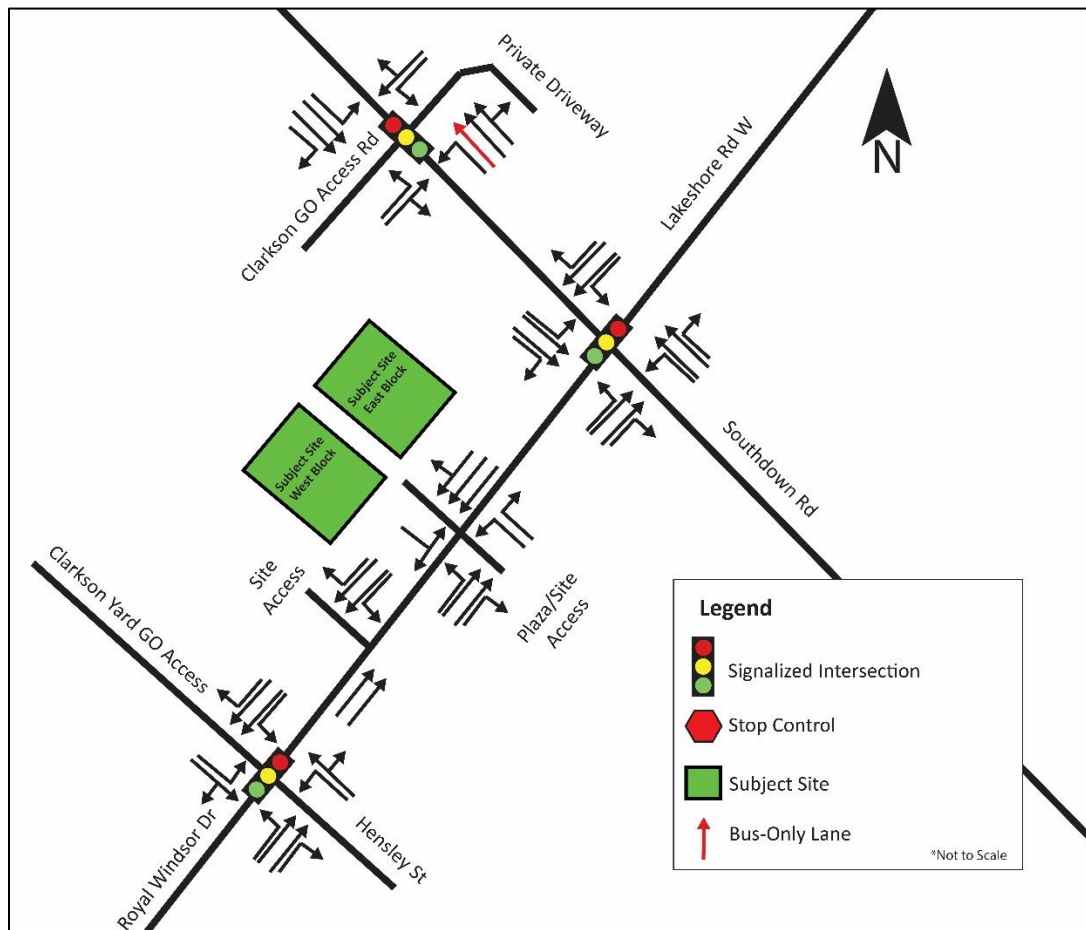 Private Driveway
Clarkson GO Access Rd
Lakeshore Rd W
N
Subject Site
East Block
Subject Site
West Block
Southdown Rd
Site
Access
Plaza/Site
Access
Clarkson Yard GO Access
Hensley St
Royal Windsor Dr
Legend
Signalized Intersection
Stop Control
Subject Site
Bus-Only Lane
*Not to Scale